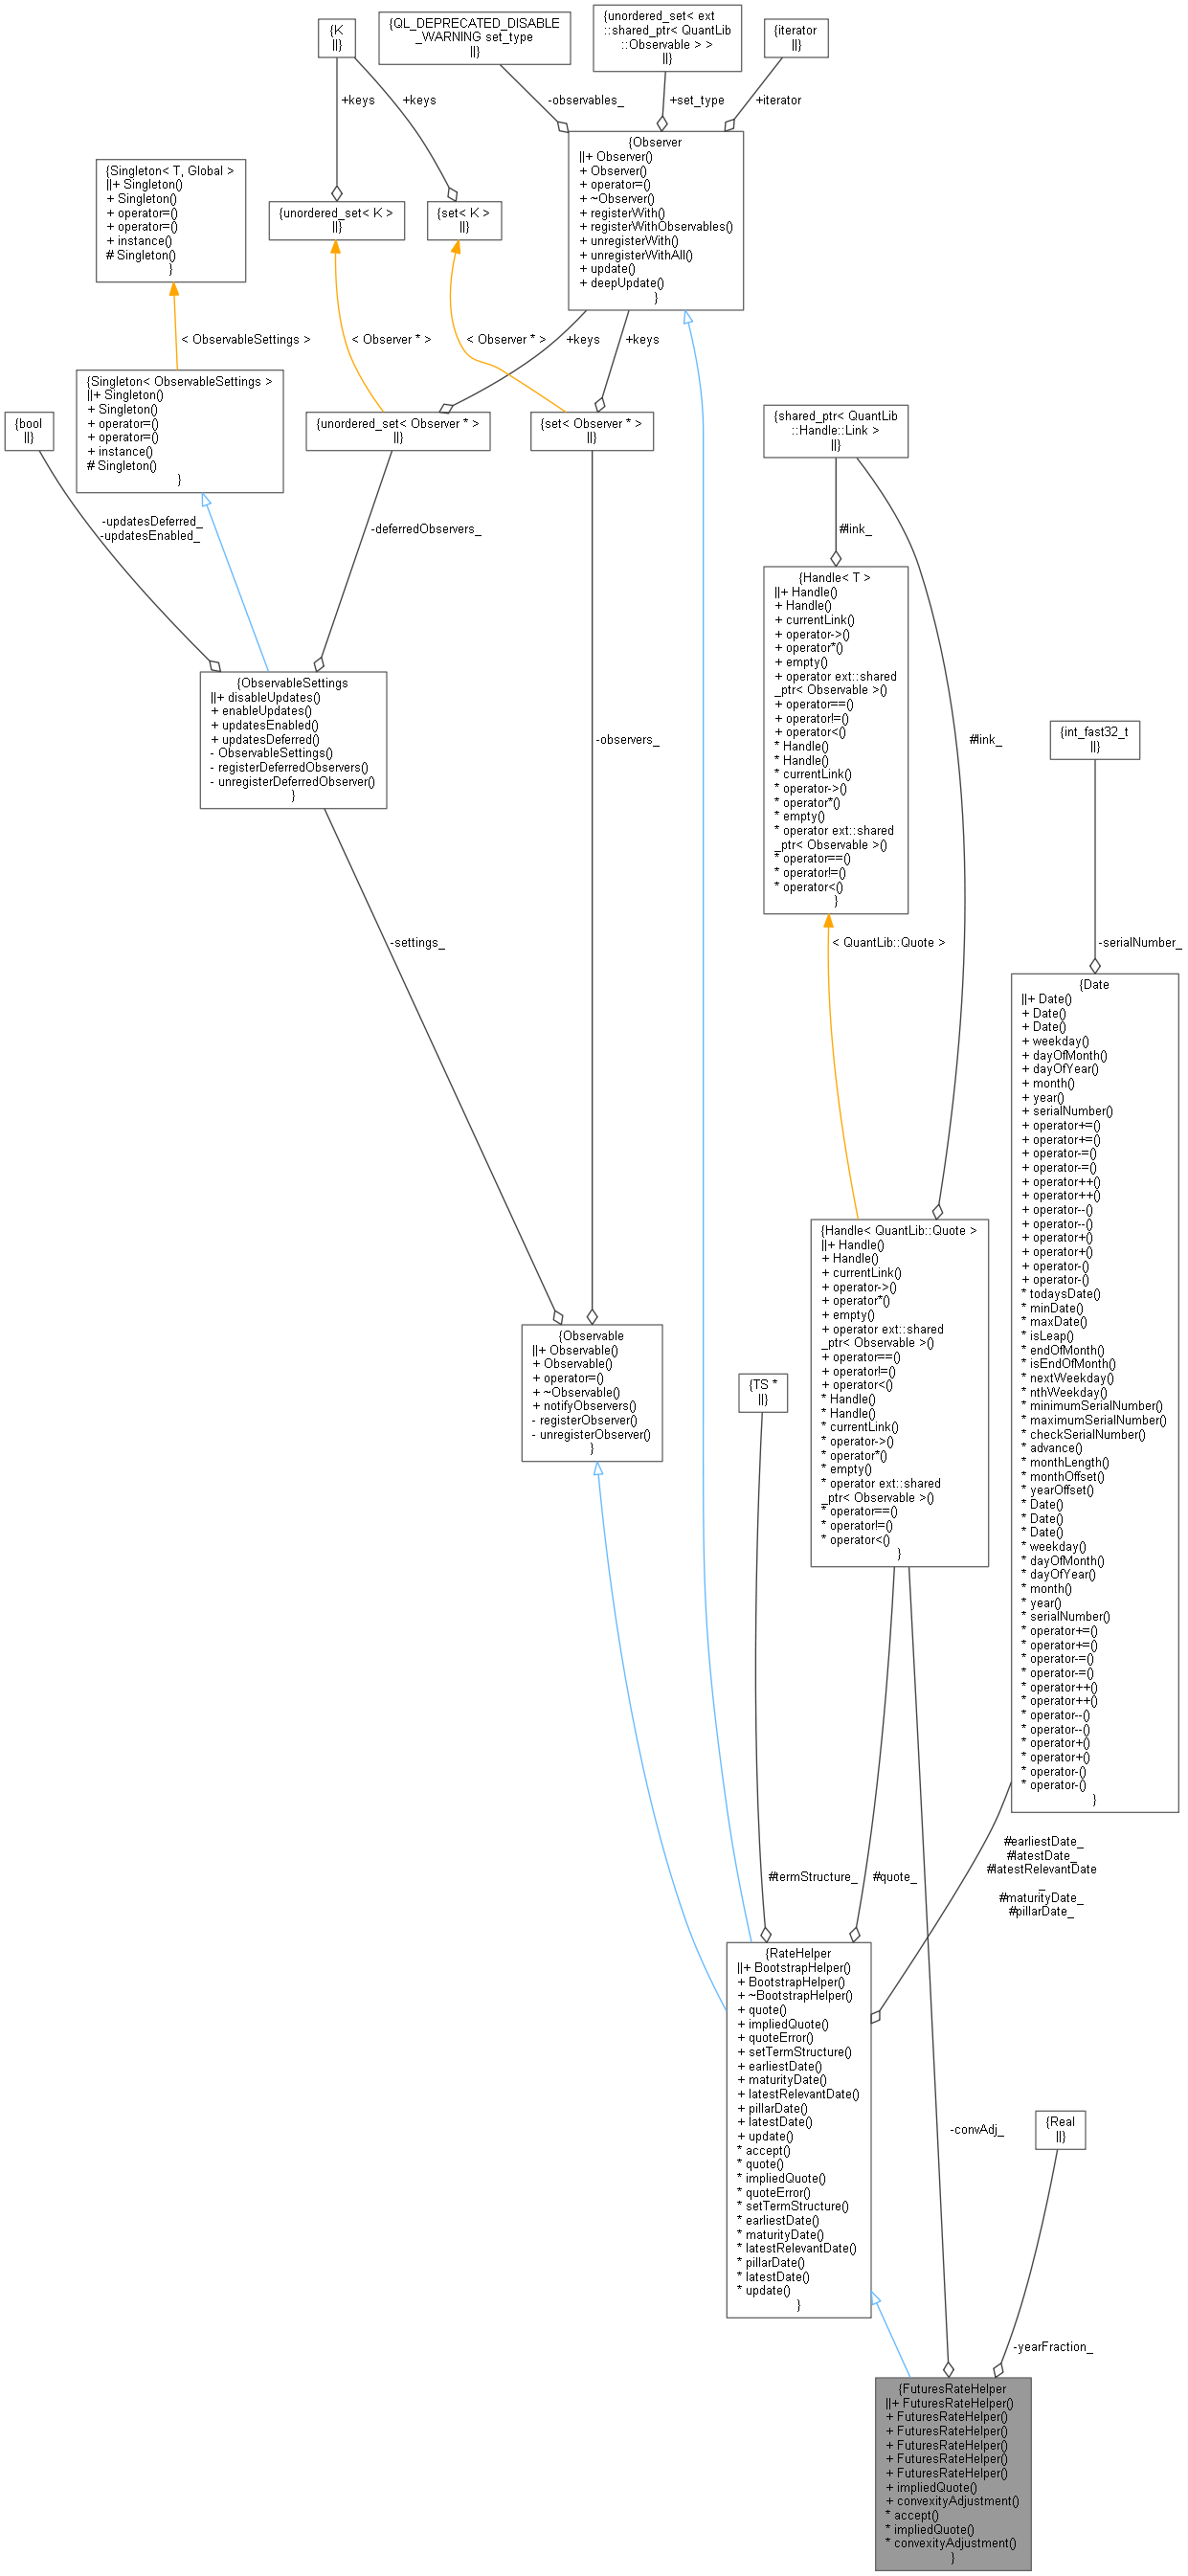 {K
||}
{QL_DEPRECATED_DISABLE
_WARNING set_type
||}
{unordered_set< ext
::shared_ptr< QuantLib
::Observable > >
||}
{iterator
||}
+keys
+keys
-observables_
+set_type
+iterator
{Singleton< T, Global >
||+ Singleton()
+ Singleton()
+ operator=()
+ operator=()
+ instance()
# Singleton()
}
{unordered_set< K >
||}
{set< K >
||}
{Observer
||+ Observer()
+ Observer()
+ operator=()
+ ~Observer()
+ registerWith()
+ registerWithObservables()
+ unregisterWith()
+ unregisterWithAll()
+ update()
+ deepUpdate()
}
< ObservableSettings >
< Observer * >
< Observer * >
+keys
+keys
{Singleton< ObservableSettings >
||+ Singleton()
+ Singleton()
+ operator=()
+ operator=()
+ instance()
# Singleton()
}
{bool
||}
{unordered_set< Observer * >
||}
{set< Observer * >
||}
{shared_ptr< QuantLib
::Handle::Link >
||}
-updatesDeferred_
-updatesEnabled_
-deferredObservers_
#link_
{Handle< T >
||+ Handle()
+ Handle()
+ currentLink()
+ operator->()
+ operator*()
+ empty()
+ operator ext::shared
_ptr< Observable >()
+ operator==()
+ operator!=()
+ operator<()
* Handle()
* Handle()
* currentLink()
* operator->()
* operator*()
* empty()
* operator ext::shared
_ptr< Observable >()
* operator==()
* operator!=()
* operator<()
}
{ObservableSettings
||+ disableUpdates()
+ enableUpdates()
+ updatesEnabled()
+ updatesDeferred()
- ObservableSettings()
- registerDeferredObservers()
- unregisterDeferredObserver()
}
-observers_
#link_
{int_fast32_t
||}
-settings_
< QuantLib::Quote >
-serialNumber_
{Date
||+ Date()
+ Date()
+ Date()
+ weekday()
+ dayOfMonth()
+ dayOfYear()
+ month()
+ year()
+ serialNumber()
+ operator+=()
+ operator+=()
+ operator-=()
+ operator-=()
+ operator++()
+ operator++()
+ operator--()
+ operator--()
+ operator+()
+ operator+()
+ operator-()
+ operator-()
* todaysDate()
* minDate()
* maxDate()
* isLeap()
* endOfMonth()
* isEndOfMonth()
* nextWeekday()
* nthWeekday()
* minimumSerialNumber()
* maximumSerialNumber()
* checkSerialNumber()
* advance()
* monthLength()
* monthOffset()
* yearOffset()
* Date()
* Date()
* Date()
* weekday()
* dayOfMonth()
* dayOfYear()
* month()
* year()
* serialNumber()
* operator+=()
* operator+=()
* operator-=()
* operator-=()
* operator++()
* operator++()
* operator--()
* operator--()
* operator+()
* operator+()
* operator-()
* operator-()
}
{Handle< QuantLib::Quote >
||+ Handle()
+ Handle()
+ currentLink()
+ operator->()
+ operator*()
+ empty()
+ operator ext::shared
_ptr< Observable >()
+ operator==()
+ operator!=()
+ operator<()
* Handle()
* Handle()
* currentLink()
* operator->()
* operator*()
* empty()
* operator ext::shared
_ptr< Observable >()
* operator==()
* operator!=()
* operator<()
}
{Observable
||+ Observable()
+ Observable()
+ operator=()
+ ~Observable()
+ notifyObservers()
- registerObserver()
- unregisterObserver()
}
{TS *
||}
#termStructure_
#quote_
#earliestDate_
#latestDate_
#latestRelevantDate
_
#maturityDate_
#pillarDate_
{RateHelper
||+ BootstrapHelper()
+ BootstrapHelper()
+ ~BootstrapHelper()
+ quote()
+ impliedQuote()
+ quoteError()
+ setTermStructure()
+ earliestDate()
+ maturityDate()
+ latestRelevantDate()
+ pillarDate()
+ latestDate()
+ update()
* accept()
* quote()
* impliedQuote()
* quoteError()
* setTermStructure()
* earliestDate()
* maturityDate()
* latestRelevantDate()
* pillarDate()
* latestDate()
* update()
}
-convAdj_
{Real
||}
-yearFraction_
{FuturesRateHelper
||+ FuturesRateHelper()
+ FuturesRateHelper()
+ FuturesRateHelper()
+ FuturesRateHelper()
+ FuturesRateHelper()
+ FuturesRateHelper()
+ impliedQuote()
+ convexityAdjustment()
* accept()
* impliedQuote()
* convexityAdjustment()
}